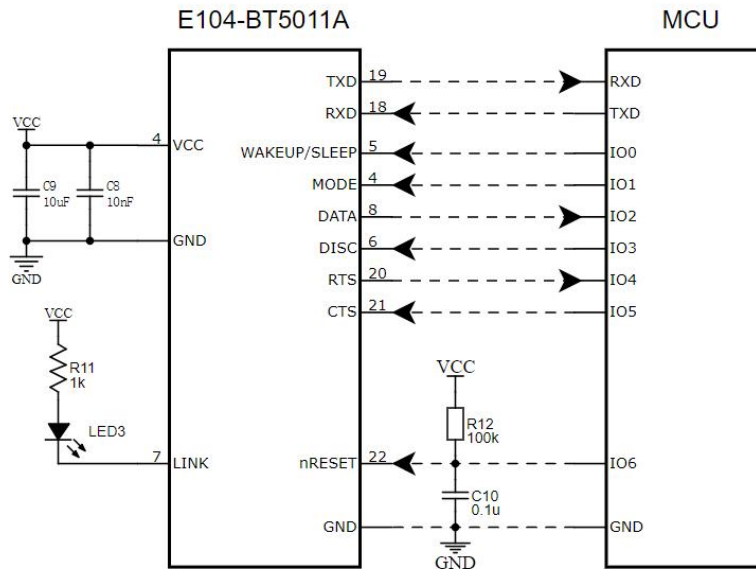 E104-BT5011A MCU
TXD 19 RXD
RXD 18 TXD
VCC
4 VCC
WAKEUP/SLEEP 5 IO0
C9
10uF
C8
10nF
MODE 4 IO1
DATA 8 IO2
GND
DISC 6 IO3
GND
RTS 20 IO4
VCC
CTS 21 IO5
R11
1k
VCC
R12
100k
LED3
7 LINK
nRESET 22 IO6
C10
0.1u
GND GND
GND